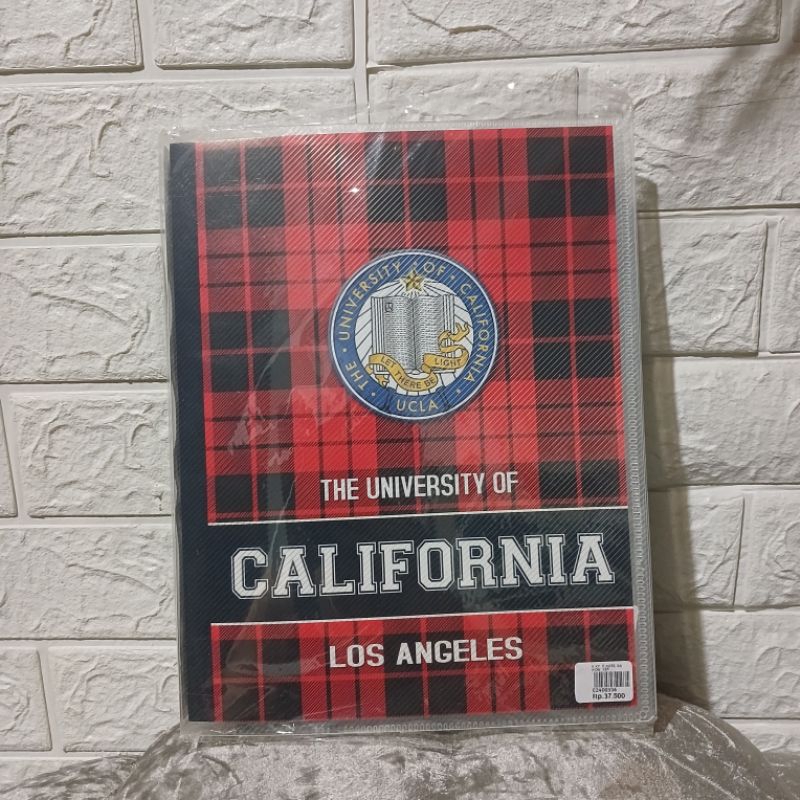 THE UNIVERSITY OF CALIFORNIA
LET THERE BE LIGHT
UCLA
THE UNIVERSITY OF
CALIFORNIA
LOS ANGELES
Rp.37.500